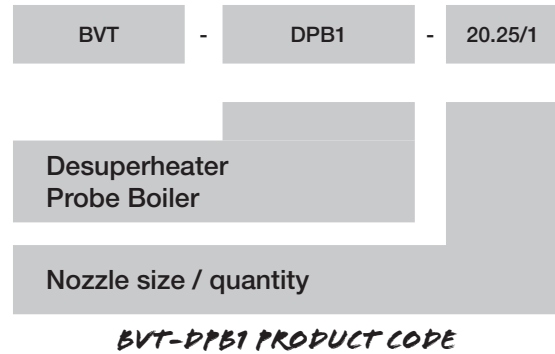 BVT - DPB1 - 20.25/1
Desuperheater
Probe Boiler
Nozzle size / quantity
BVT-DPB1 PRODUCT CODE